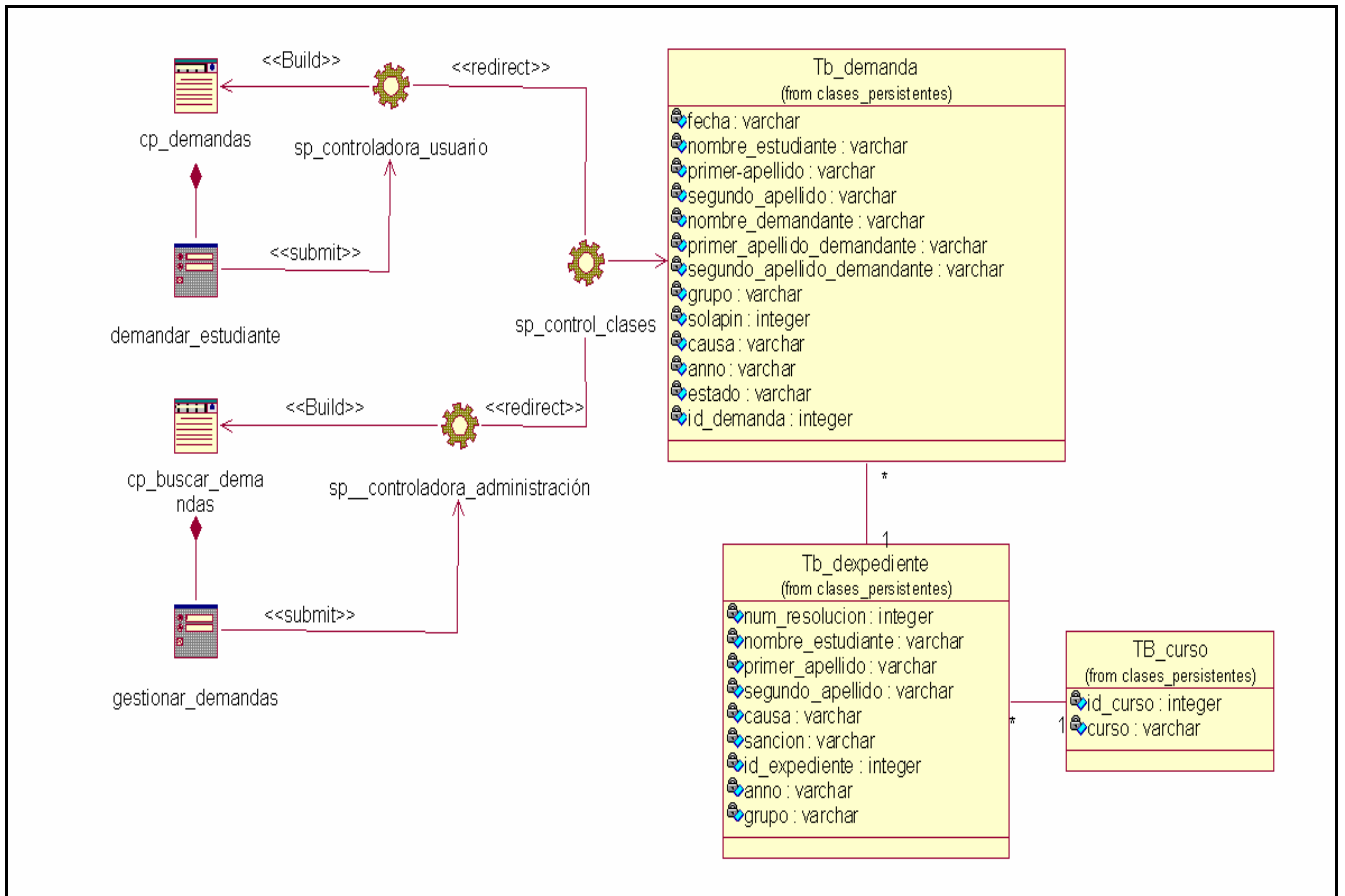 <<Build>>
<<redirect>>
cp_demandas
sp_controladora_usuario
<<submit>>
demandar_estudiante
sp_control_clases
<<Build>>
<<redirect>>
cp_buscar_dema
ndas
sp__controladora_administración
<<submit>>
gestionar_demandas
Tb_demanda
(from clases_persistentes)
fecha : varchar
nombre_estudiante : varchar
primer-apellido : varchar
segundo_apellido : varchar
nombre_demandante : varchar
primer_apellido_demandante : varchar
segundo_apellido_demandante : varchar
grupo : varchar
solapin : integer
causa : varchar
anno : varchar
estado : varchar
id_demanda : integer
*
1
Tb_dexpediente
(from clases_persistentes)
num_resolucion : integer
nombre_estudiante : varchar
primer_apellido : varchar
segundo_apellido : varchar
causa : varchar
sancion : varchar
id_expediente : integer
anno : varchar
grupo : varchar
*
1
TB_curso
(from clases_persistentes)
id_curso : integer
curso : varchar